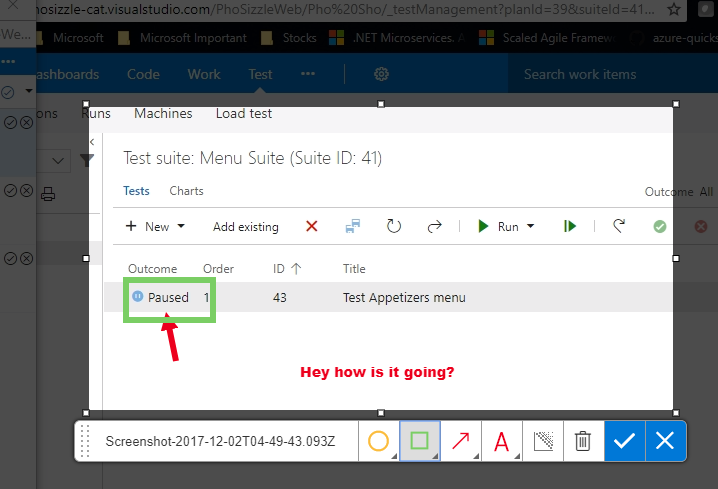 hosizzle-cat.visualstudio.com/PhoSizzleWeb/Pho%20Sho/_testManagement?planId=39&suiteId=41...
We...
Microsoft Microsoft Important Stocks .NET Microservices. A Scaled Agile Framew azure-quicks
ashboards Code Work Test ... Search work items
ons Runs Machines Load test
Test suite: Menu Suite (Suite ID: 41)
Tests Charts Outcome All
New Add existing Run
Outcome Order ID Title
Paused 1 43 Test Appetizers menu
Hey how is it going?
Screenshot-2017-12-02T04-49-43.093Z A